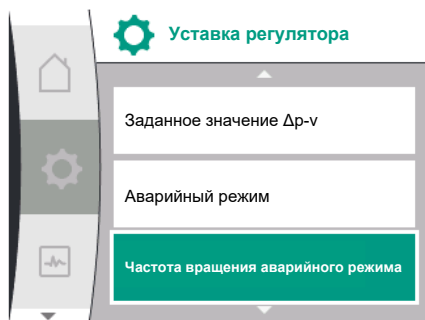 Уставка регулятора
Заданное значение Δp-v
Аварийный режим
Частота вращения аварийного режима